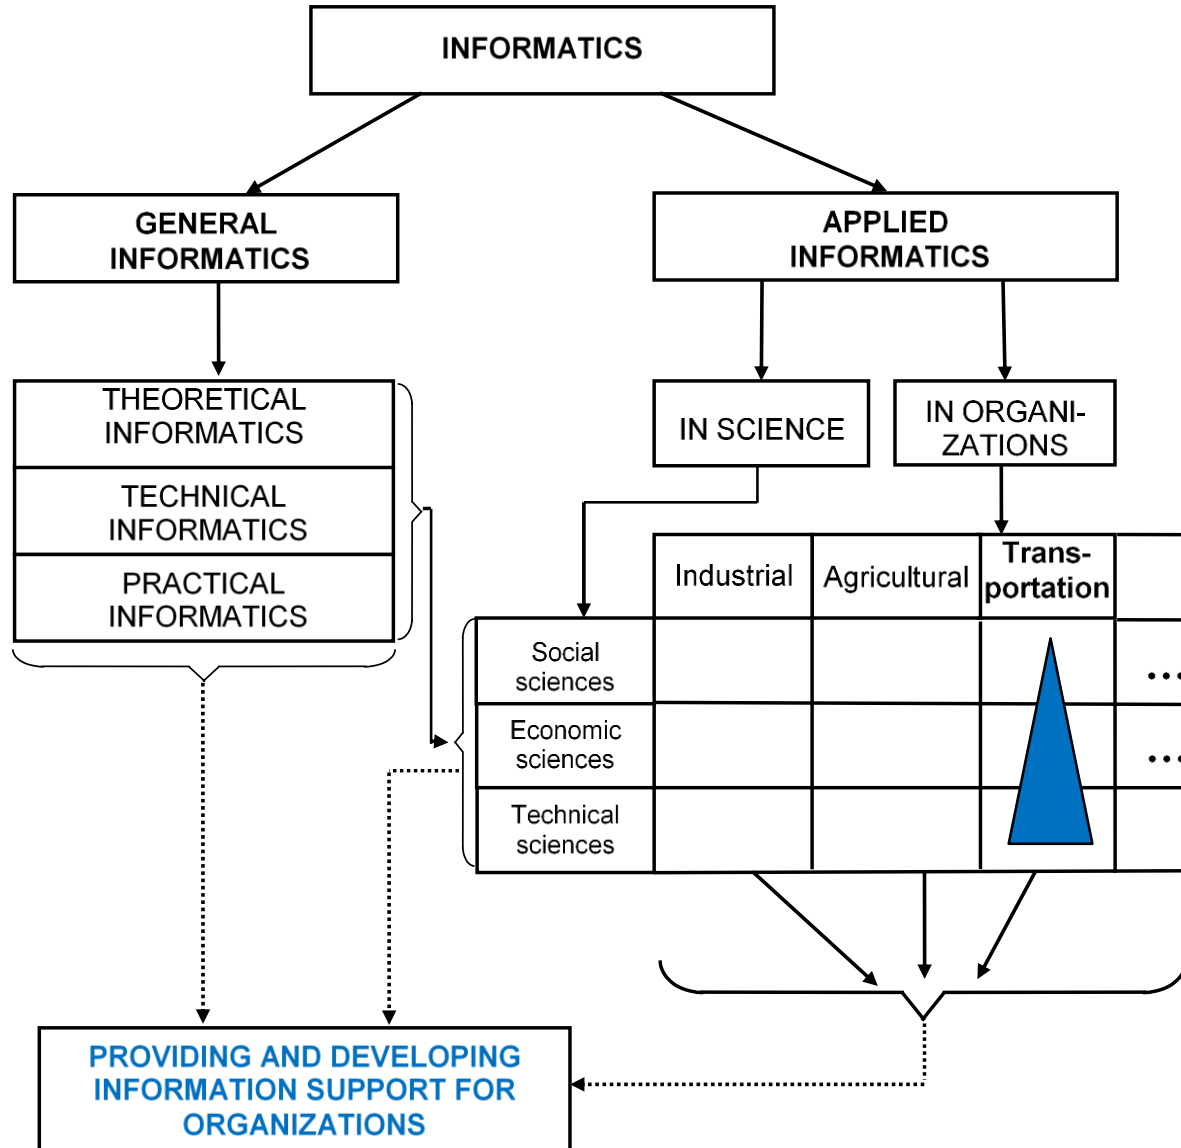 INFORMATICS
GENERAL
INFORMATICS
APPLIED
INFORMATICS
THEORETICAL
INFORMATICS
TECHNICAL
INFORMATICS
PRACTICAL
INFORMATICS
IN SCIENCE
IN ORGANI-
ZATIONS
Industrial
Agricultural
Trans-
portation
Social
sciences
...
Economic
sciences
...
Technical
sciences
PROVIDING AND DEVELOPING
INFORMATION SUPPORT FOR
ORGANIZATIONS